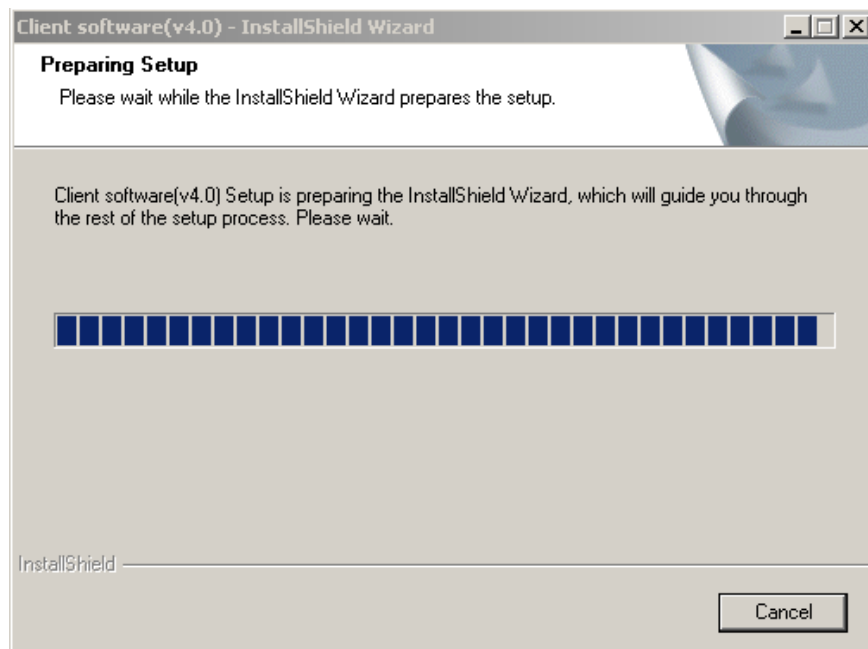 Client software(v4.0) - InstallShield Wizard
Preparing Setup
Please wait while the InstallShield Wizard prepares the setup.
Client software(v4.0) Setup is preparing the InstallShield Wizard, which will guide you through
the rest of the setup process. Please wait.
InstallShield
Cancel